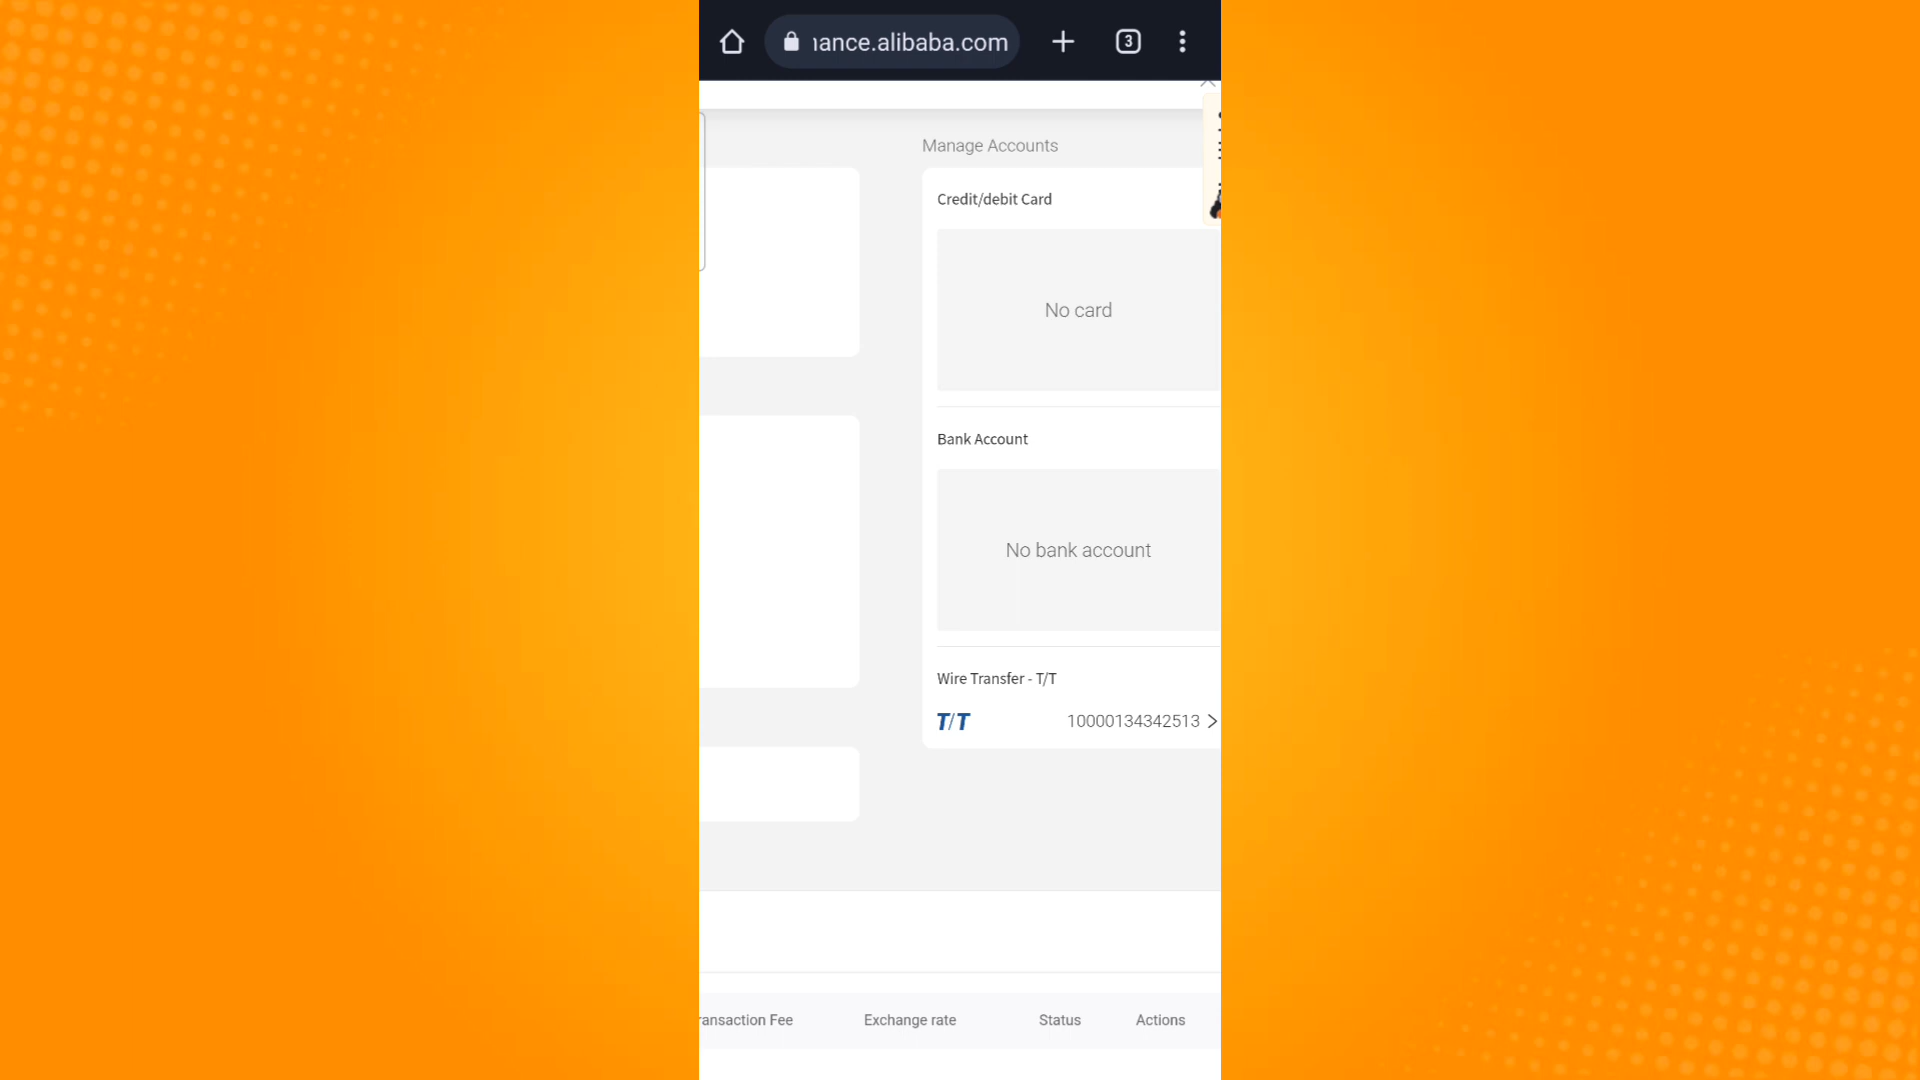 nance.alibaba.com
3
Manage Accounts
Credit/debit Card
No card
Bank Account
No bank account
Wire Transfer - T/T
T/T 10000134342513
ransaction Fee Exchange rate Status Actions